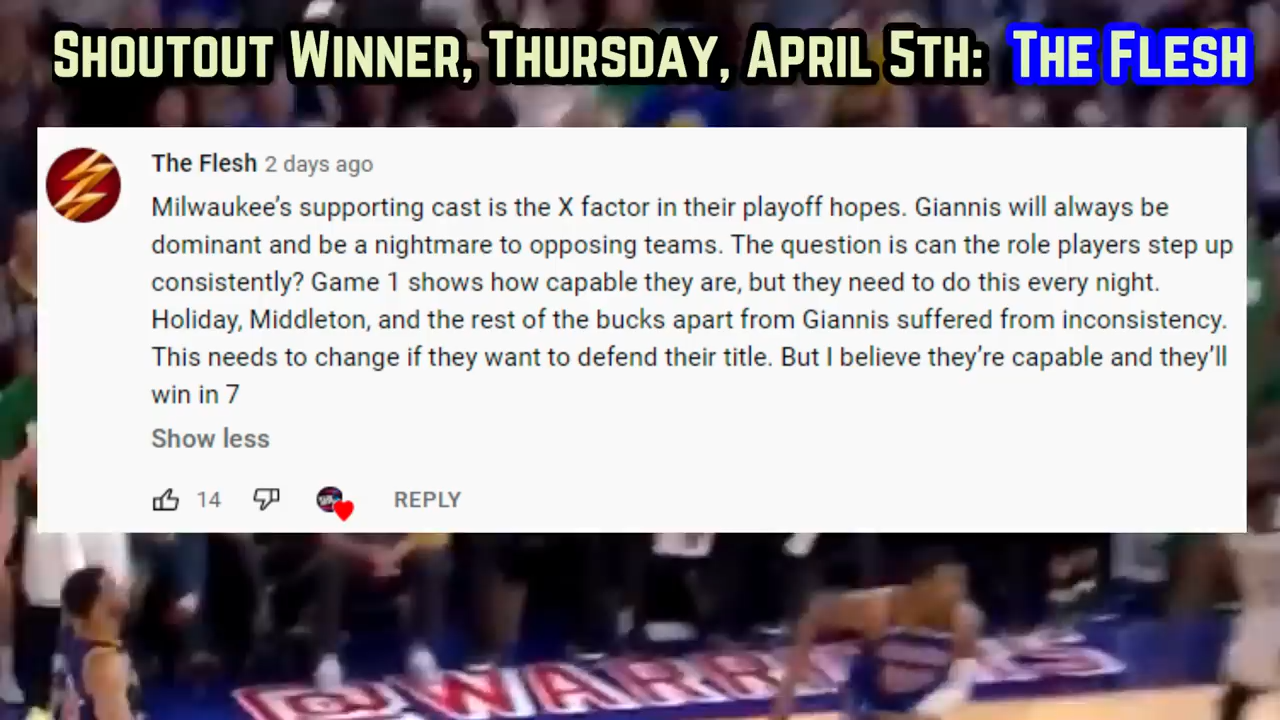 Shoutout Winner, Thursday, April 5th: The Flesh
The Flesh 2 days ago
Milwaukee’s supporting cast is the X factor in their playoff hopes. Giannis will always be
dominant and be a nightmare to opposing teams. The question is can the role players step up
consistently? Game 1 shows how capable they are, but they need to do this every night.
Holiday, Middleton, and the rest of the bucks apart from Giannis suffered from inconsistency.
This needs to change if they want to defend their title. But I believe they’re capable and they’ll
win in 7
Show less
14 REPLY
@WARRIORS